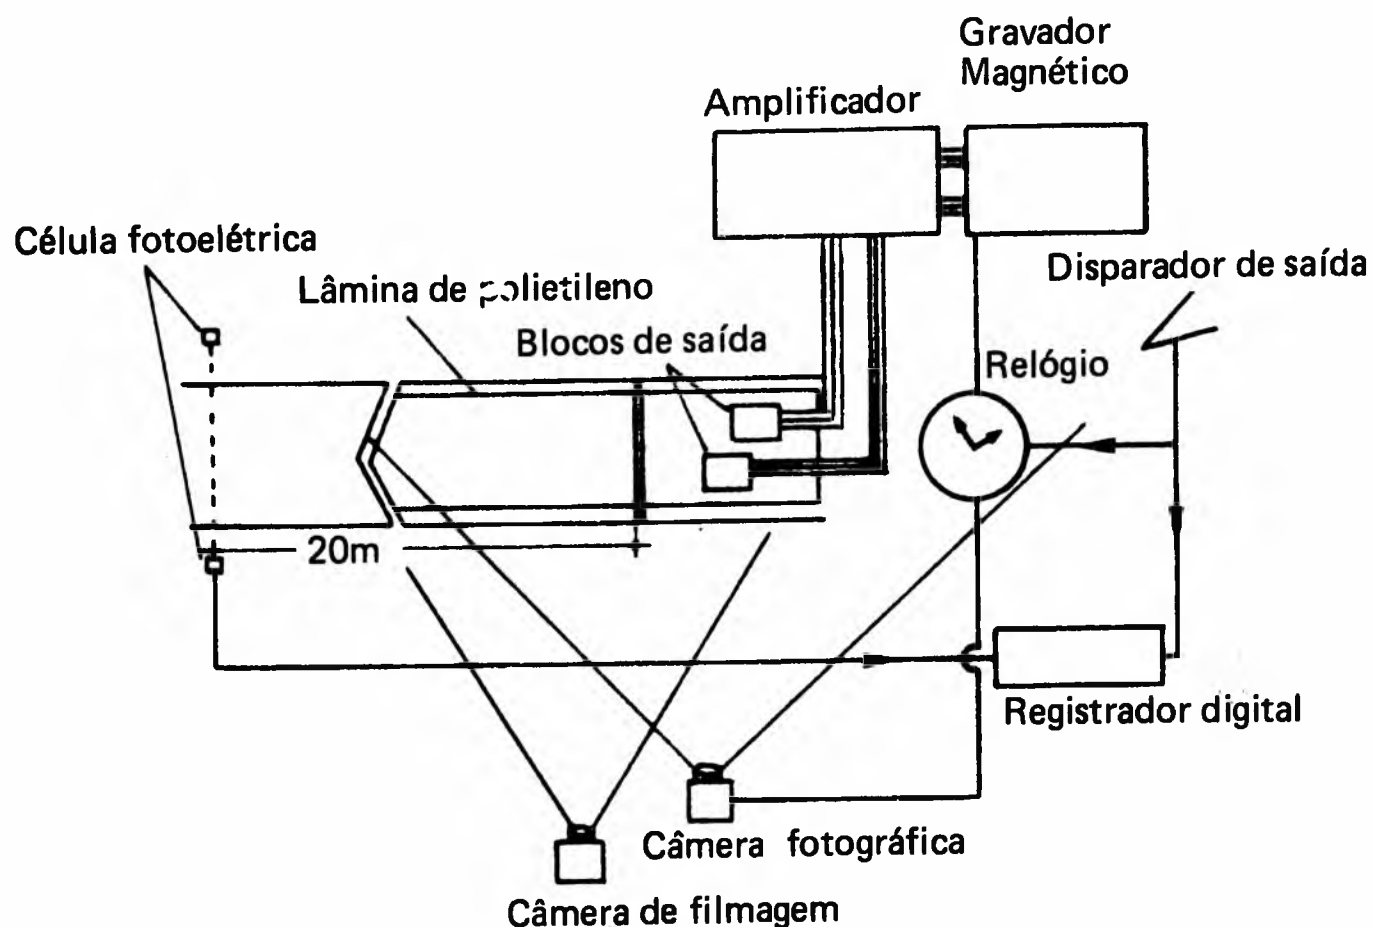 Gravador
Magnético
Amplificador
Célula fotoelétrica
Disparador de saída
Lâmina de polietileno
Blocos de saída
Relógio
20m
Registrador digital
Câmera fotográfica
Câmera de filmagem